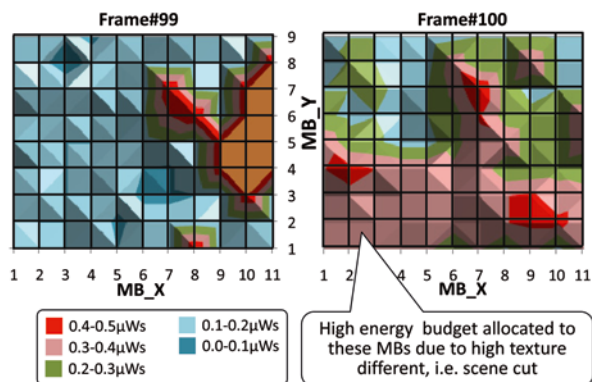 Frame#99
Frame#100
9
8
7
6
5
4
3
2
1
MB_Y
1 2 3 4 5 6 7 8 9 10 11
1 2 3 4 5 6 7 8 9 10 11
MB_X
MB_X
0.4-0.5µWs
0.1-0.2µWs
0.3-0.4µWs
0.0-0.1µWs
0.2-0.3µWs
High energy budget allocated to
these MBs due to high texture
different, i.e. scene cut